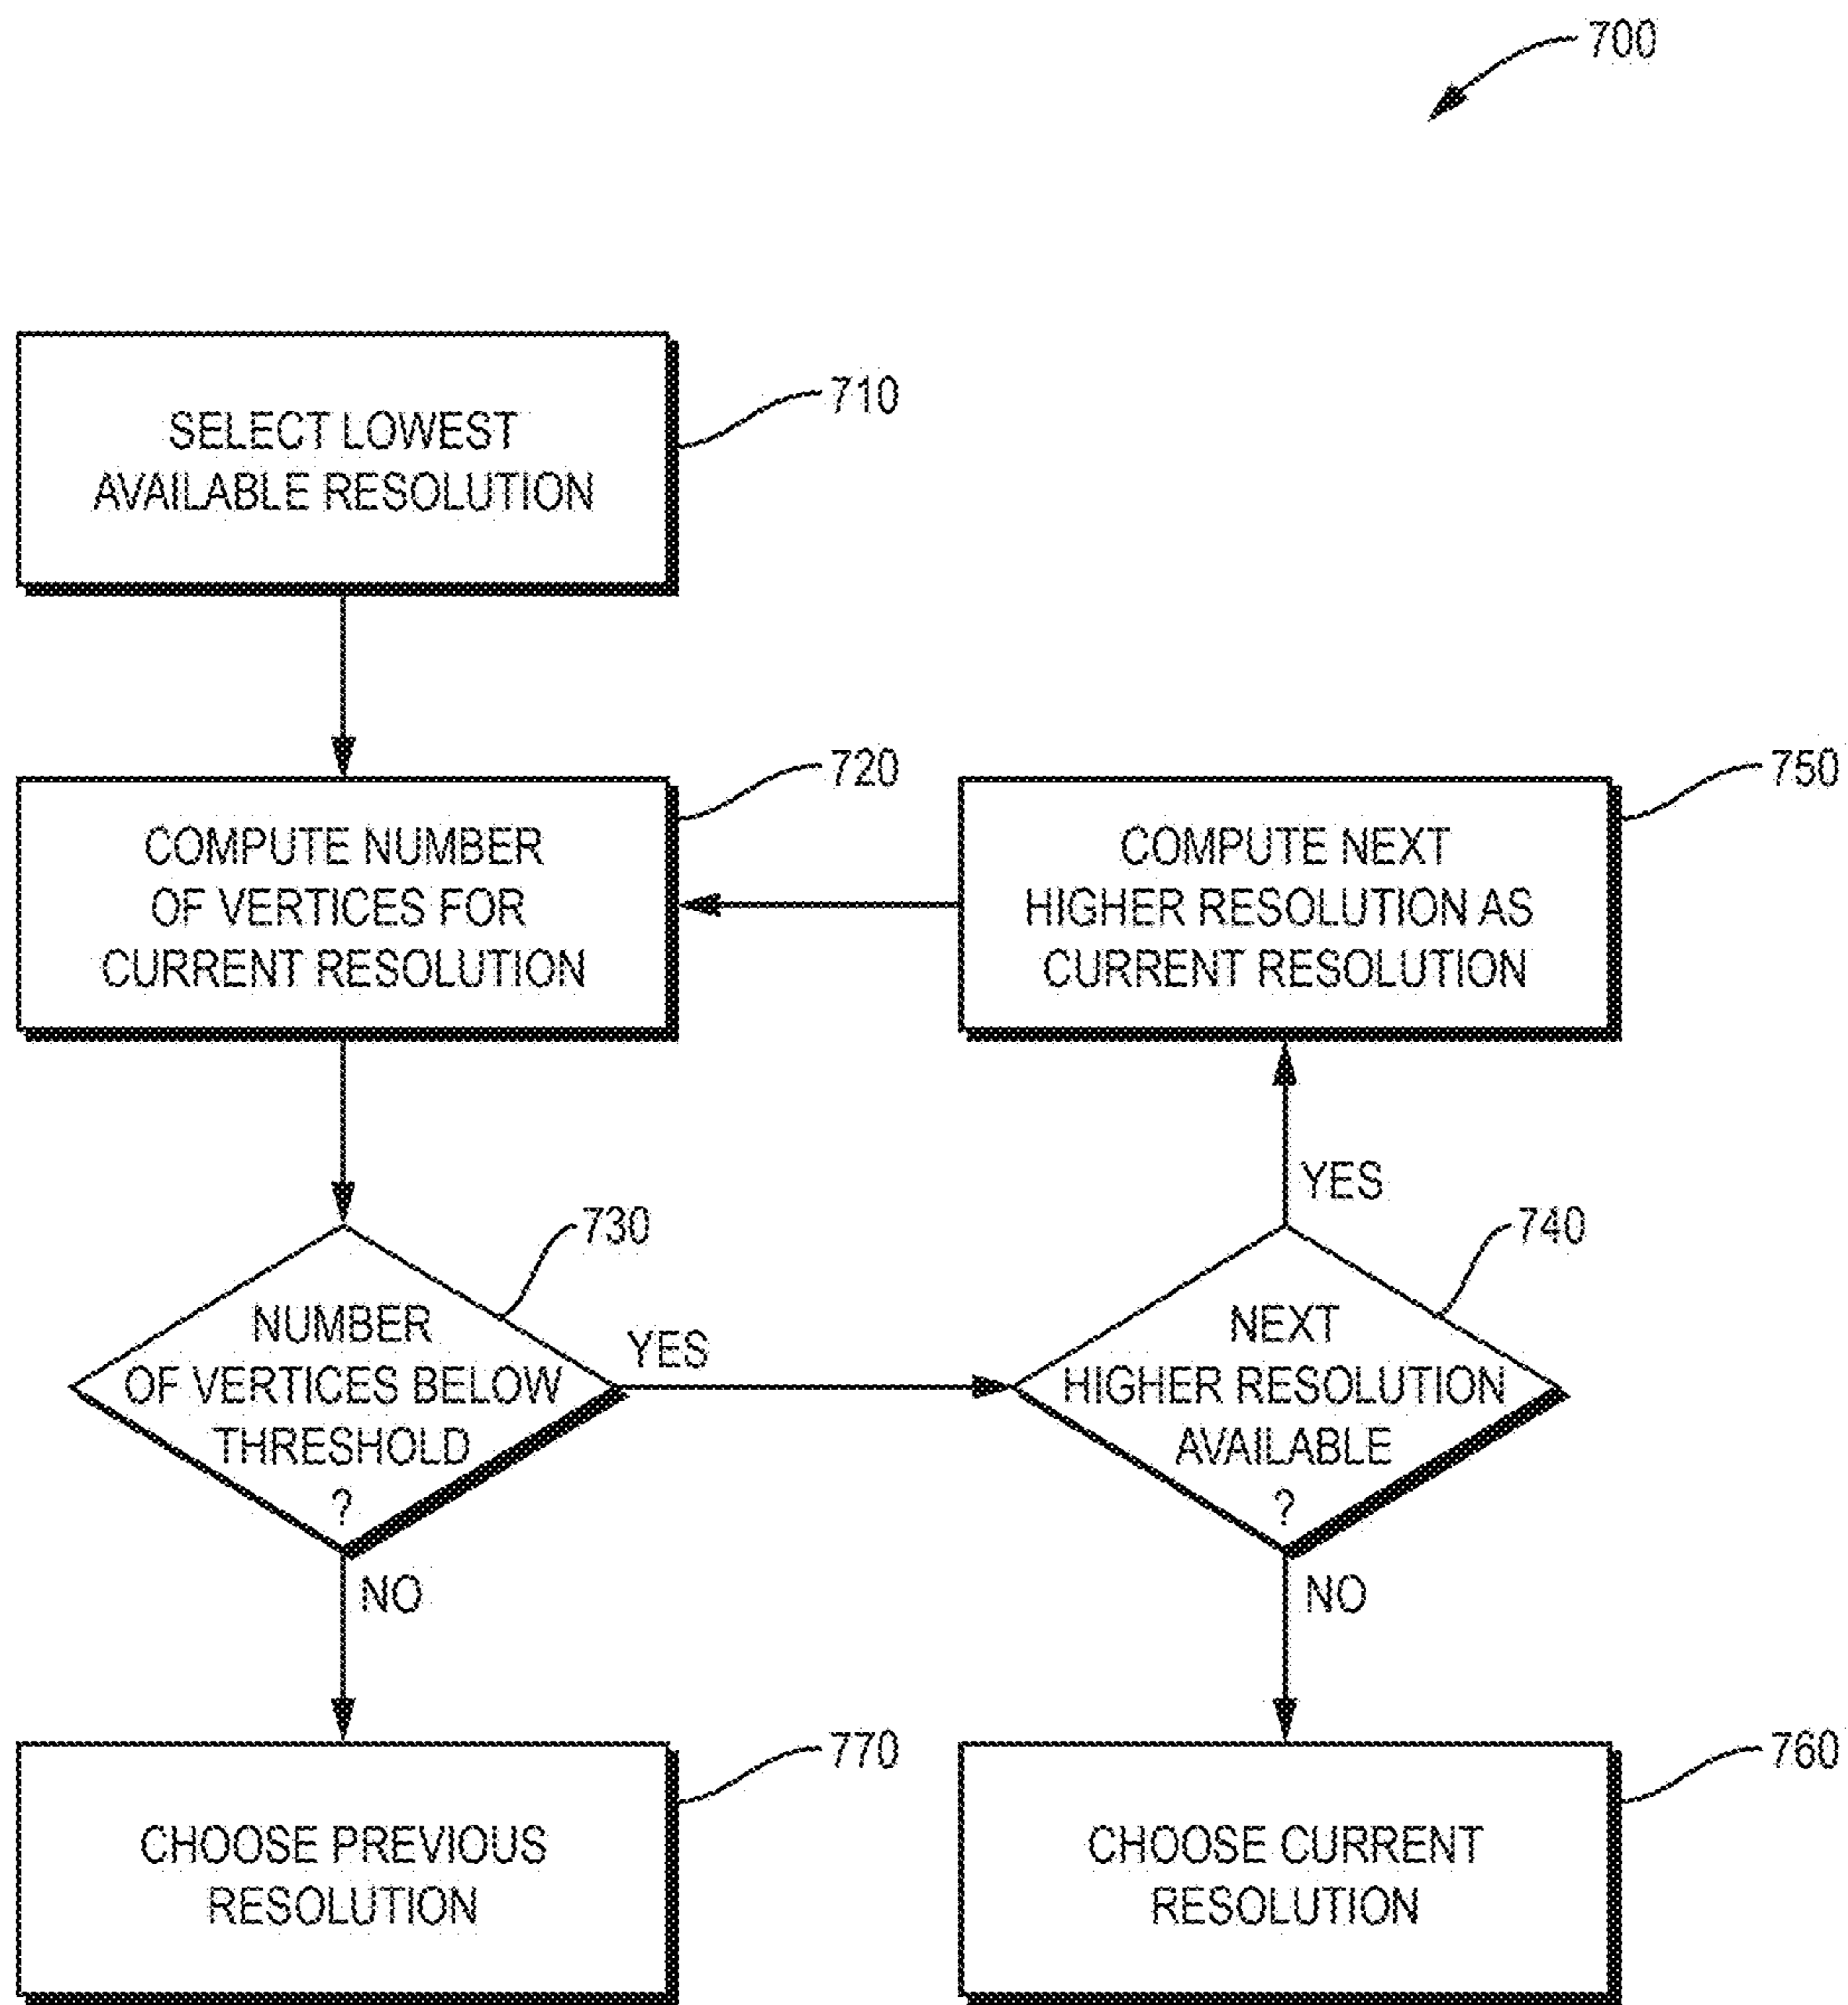 700
SELECT LOWEST
AVAILABLE RESOLUTION
710
COMPUTE NUMBER
OF VERTICES FOR
CURRENT RESOLUTION
720
COMPUTE NEXT
HIGHER RESOLUTION AS
CURRENT RESOLUTION
750
YES
NUMBER
OF VERTICES BELOW
THRESHOLD
?
730
YES
NEXT
HIGHER RESOLUTION
AVAILABLE
?
740
NO
NO
CHOOSE PREVIOUS
RESOLUTION
770
CHOOSE CURRENT
RESOLUTION
760